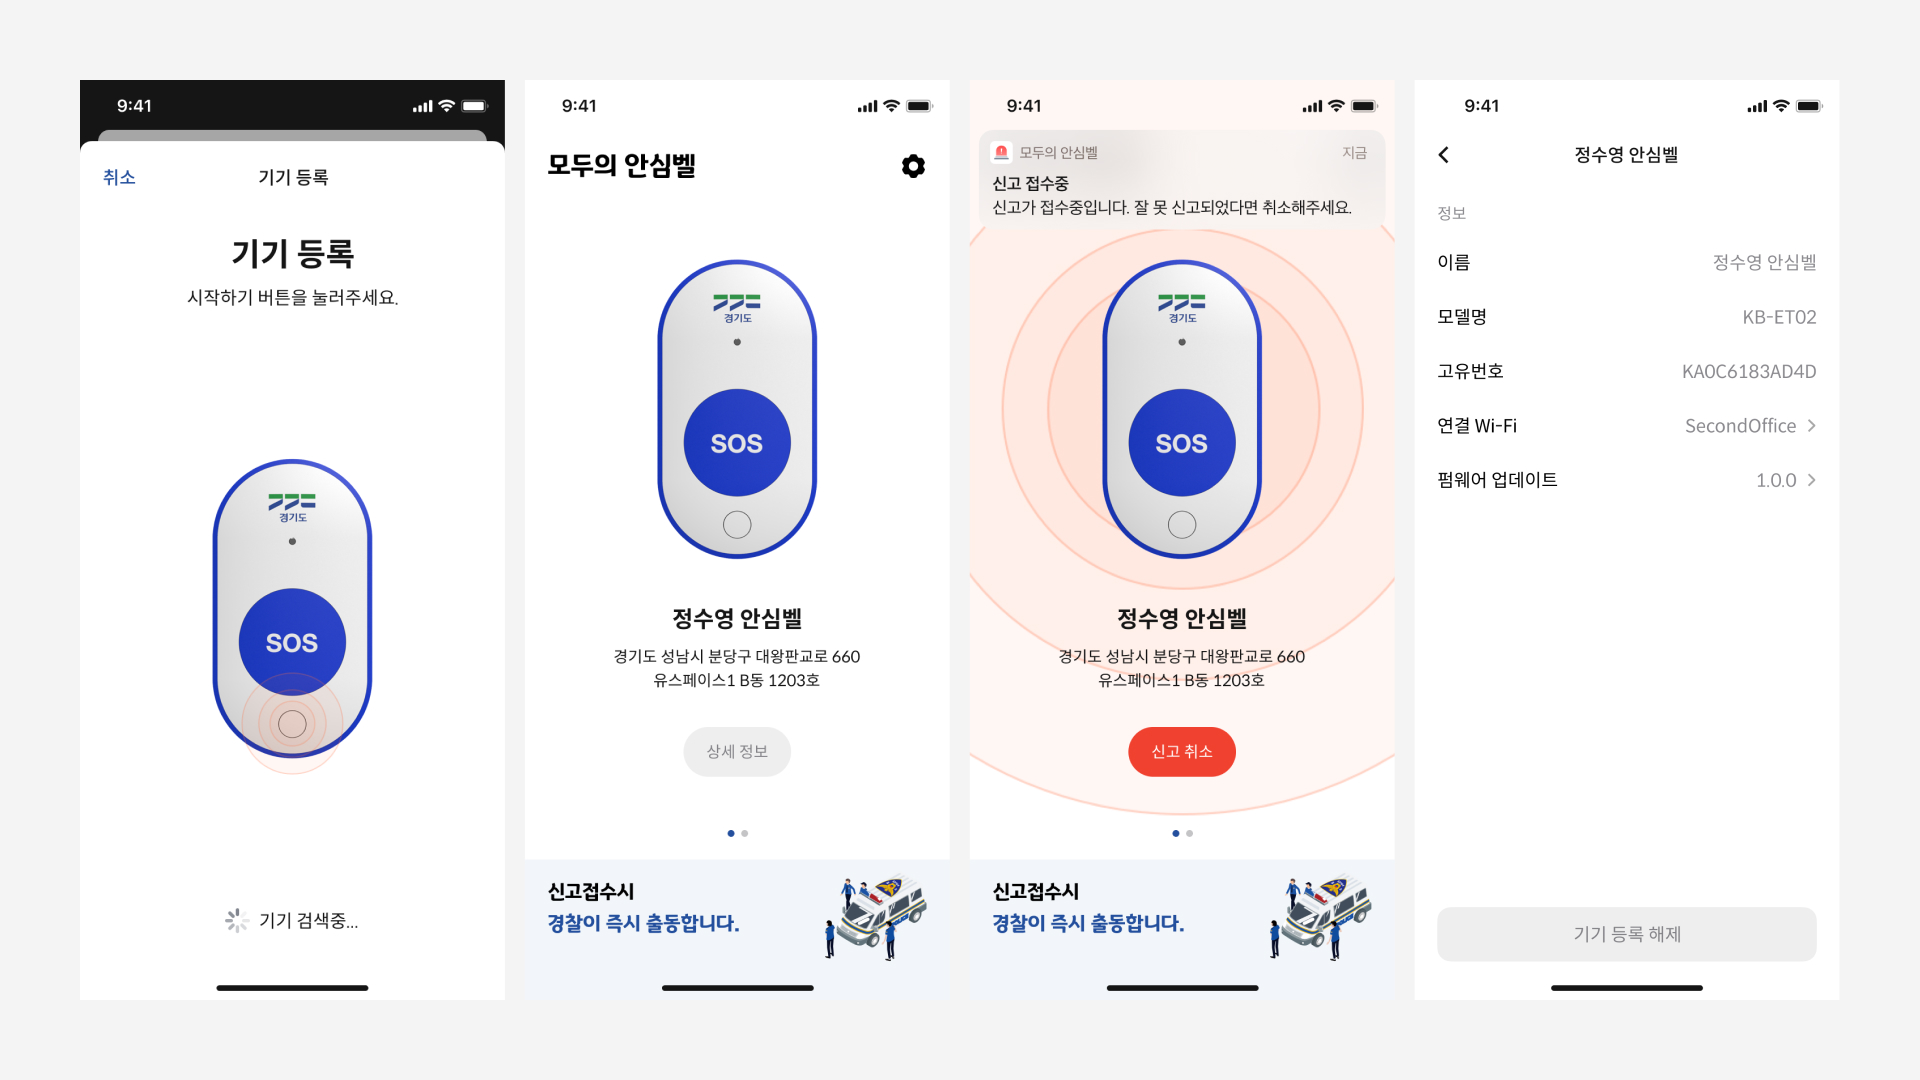 9:41
취소
기기 등록
기기 등록
시작하기 버튼을 눌러주세요.
경기도
SOS
기기 검색중...
9:41
모두의 안심벨
경기도
SOS
정수영 안심벨
경기도 성남시 분당구 대왕판교로 660
유스페이스1 B동 1203호
상세 정보
신고접수시
경찰이 즉시 출동합니다.
9:41
모두의 안심벨
지금
신고 접수중
신고가 접수중입니다. 잘 못 신고되었다면 취소해주세요.
경기도
SOS
정수영 안심벨
경기도 성남시 분당구 대왕판교로 660
유스페이스1 B동 1203호
신고 취소
신고접수시
경찰이 즉시 출동합니다.
9:41
정수영 안심벨
정보
이름 정수영 안심벨
모델명 KB-ET02
고유번호 KA0C6183AD4D
연결 Wi-Fi SecondOffice
펌웨어 업데이트 1.0.0
기기 등록 해제